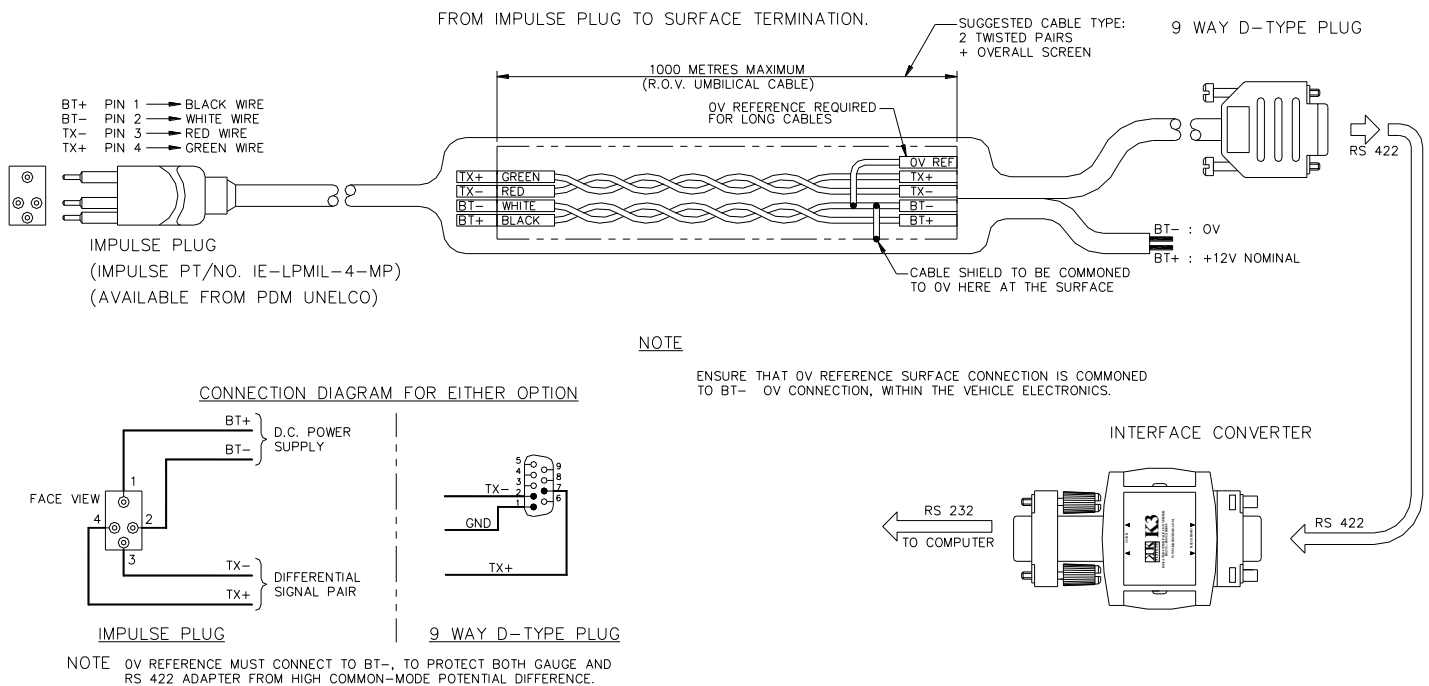 FROM IMPULSE PLUG TO SURFACE TERMINATION.
SUGGESTED CABLE TYPE:
2 TWISTED PAIRS
+ OVERALL SCREEN
9 WAY D-TYPE PLUG
1000 METRES MAXIMUM
(R.O.V. UMBILICAL CABLE)
BT+ PIN 1 BLACK WIRE
BT- PIN 2 WHITE WIRE
TX- PIN 3 RED WIRE
TX+ PIN 4 GREEN WIRE
0V REFERENCE REQUIRED
FOR LONG CABLES
RS 422
0V REF
TX+ GREEN TX+
TX- RED TX-
BT- WHITE BT-
BT+ BLACK BT+
BT- : 0V
BT+ : +12V NOMINAL
IMPULSE PLUG
(IMPULSE PT/NO. IE-LPMIL-4-MP)
(AVAILABLE FROM PDM UNELCO)
CABLE SHIELD TO BE COMMONED
TO 0V HERE AT THE SURFACE
NOTE
ENSURE THAT 0V REFERENCE SURFACE CONNECTION IS COMMONED
TO BT- 0V CONNECTION, WITHIN THE VEHICLE ELECTRONICS.
CONNECTION DIAGRAM FOR EITHER OPTION
BT+
D.C. POWER
SUPPLY
BT-
FACE VIEW
1
4
2
3
TX-
DIFFERENTIAL
SIGNAL PAIR
TX+
IMPULSE PLUG
5
9
4
8
3
7
TX- 2
6
1
GND
TX+
9 WAY D-TYPE PLUG
INTERFACE CONVERTER
RS 232
TO COMPUTER
K3
RS 422
NOTE 0V REFERENCE MUST CONNECT TO BT-, TO PROTECT BOTH GAUGE AND
RS 422 ADAPTER FROM HIGH COMMON-MODE POTENTIAL DIFFERENCE.